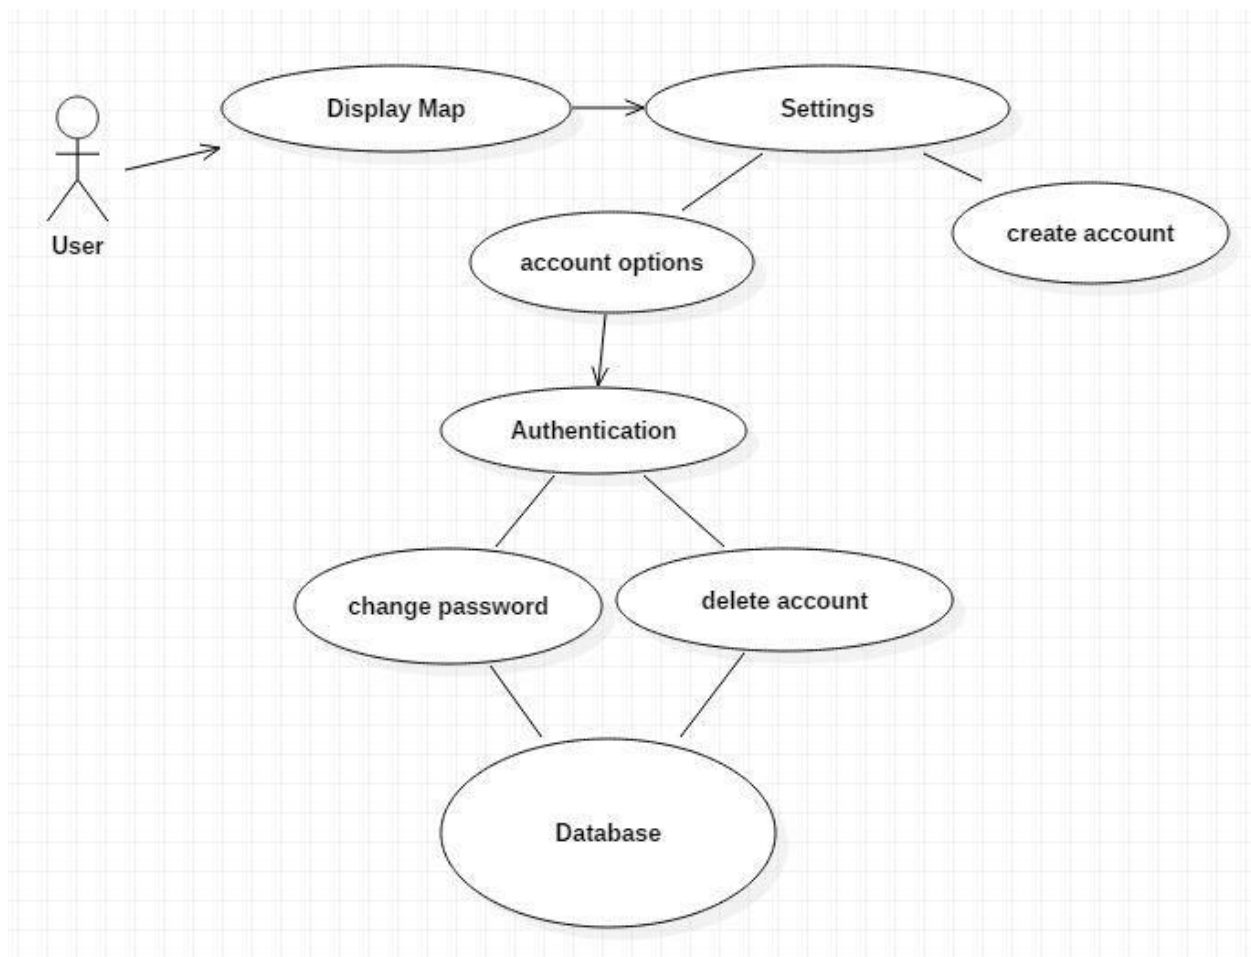 Display Map
Settings
User
create account
account options
Authentication
change password
delete account
Database